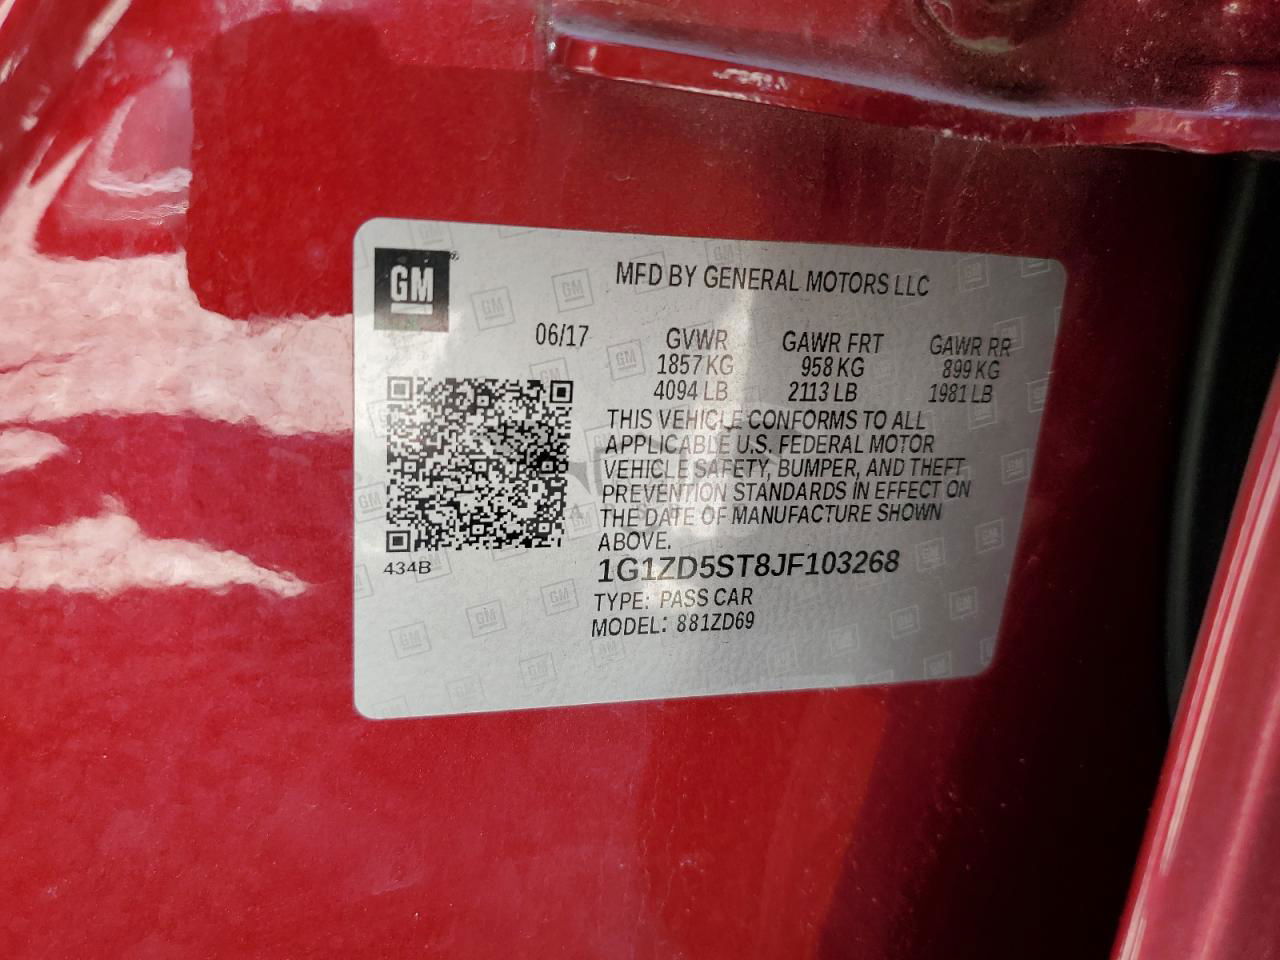 GM
MFD BY GENERAL MOTORS LLC
06/17 GVWR GAWR FRT GAWR RR
1857 KG 958 KG 899 KG
4094 LB 2113 LB 1981 LB
THIS VEHICLE CONFORMS TO ALL
APPLICABLE U.S. FEDERAL MOTOR
VEHICLE SAFETY, BUMPER, AND THEFT
PREVENTION STANDARDS IN EFFECT ON
THE DATE OF MANUFACTURE SHOWN
ABOVE.
434B
1G1ZD5ST8JF103268
TYPE: PASS CAR
MODEL: 881ZD69